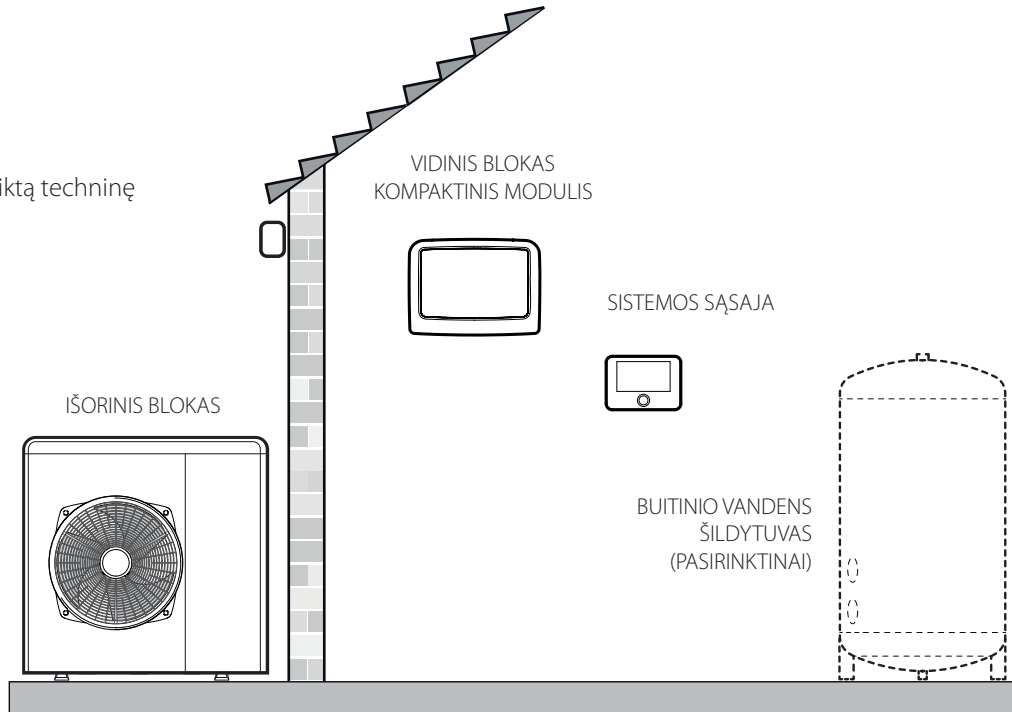 iktą techninę
VIDINIS BLOKAS
KOMPAKTINIS MODULIS
SISTEMOS SĄSAJA
IŠORINIS BLOKAS
BUITINIO VANDENS
ŠILDYTUVAS
(PASIRINKTINAI)